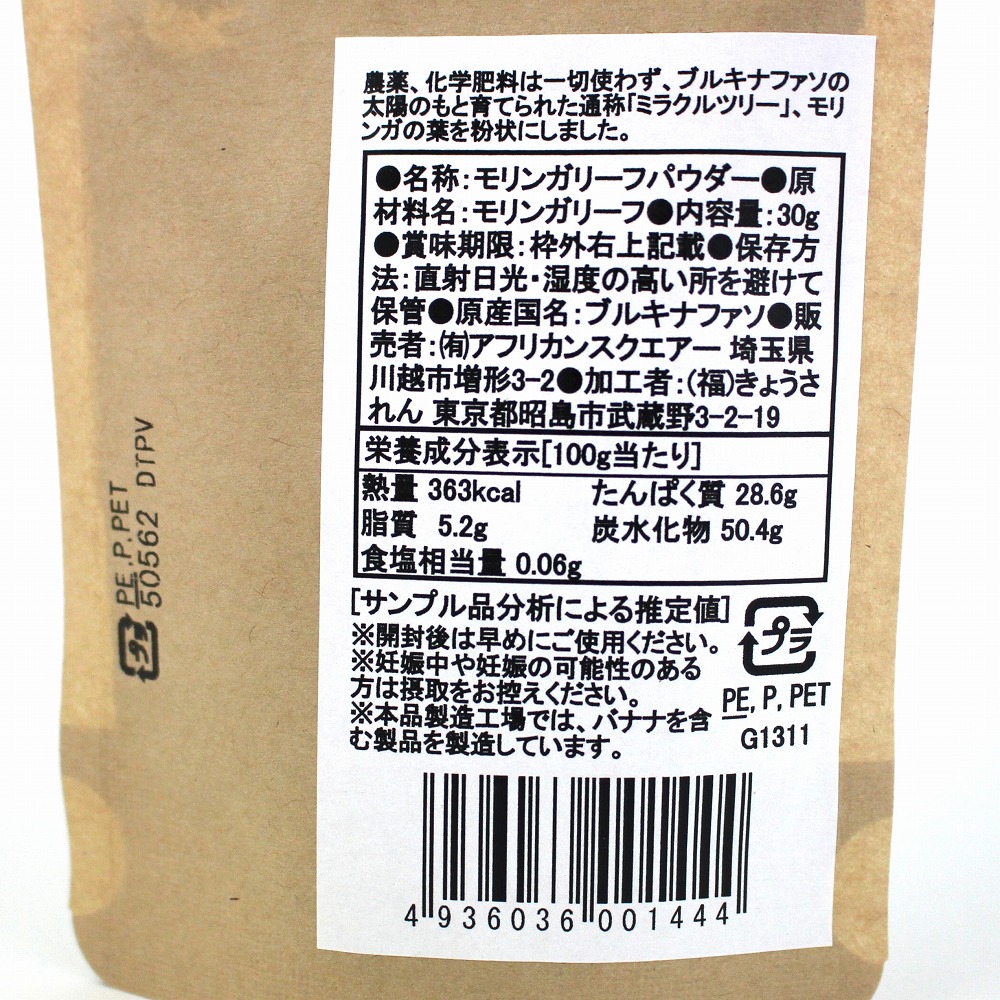 農薬、化学肥料は一切使わず、ブルキナファソの
太陽のもと育てられた通称「ミラクルツリー」、モリ
ンガの葉を粉状にしました。
●名称：モリンガリーフパウダー●原
材料名：モリンガリーフ●内容量：30g
●賞味期限：枠外右上記載●保存方
法：直射日光・湿度の高い所を避けて
保管●原産国名：ブルキナファソ●販
売者：㈲アフリカンスクエアー 埼玉県
川越市増形3-2●加工者：(福)きょうさ
れん 東京都昭島市武蔵野3-2-19
栄養成分表示[100g当たり]
熱量 363kcal たんぱく質 28.6g
脂質 5.2g 炭水化物 50.4g
食塩相当量 0.06g
[サンプル品分析による推定値]
※開封後は早めにご使用ください。
※妊娠中や妊娠の可能性のある
方は摂取をお控えください。
※本品製造工場では、バナナを含
む製品を製造しています。
プラ
PE, P, PET
G1311
4 936036 001444
プラ
PE, P, PET
50562 DTPV